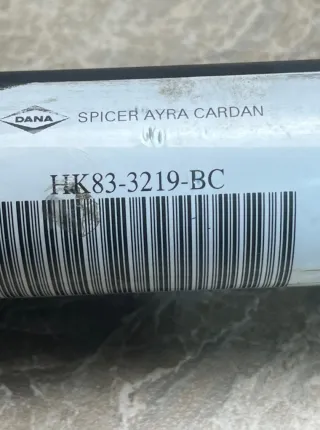 DANA SPICER AYRA CARDAN
HK83-3219-BC